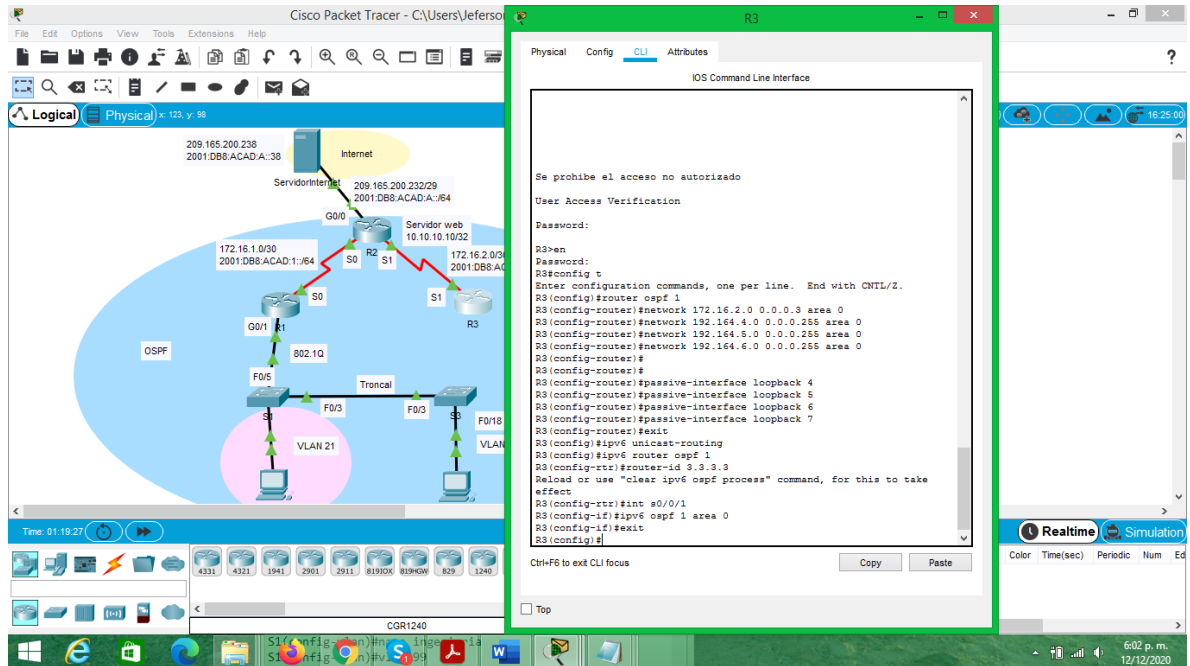 Cisco Packet Tracer - C:\Users\Jeferso
File Edit Options View Tools Extensions Help
Logical
Physical
x: 123, y: 98
16:25:00
209.165.200.238
2001:DB8:ACAD:A::38
Internet
ServidorInternet
209.165.200.232/29
2001:DB8:ACAD:A::/64
G0/0
Servidor web
10.10.10.10/32
172.16.1.0/30
2001:DB8:ACAD:1::/64
S0
R2
S1
172.16.2.0/30
2001:DB8:AC
S0
S1
G0/1
R1
R3
OSPF
802.1Q
F0/5
Troncal
S1
F0/3
F0/3
S3
F0/18
VLAN 21
VLAN
Time: 01:19:27
Realtime
Simulation
4331
4321
1941
2901
2911
819IOX
819HGW
829
1240
CGR1240
Color Time(sec) Periodic Num Ed
R3
Physical Config CLI Attributes
IOS Command Line Interface
Se prohibe el acceso no autorizado
User Access Verification
Password:
R3>en
Password:
R3#config t
Enter configuration commands, one per line. End with CNTL/Z.
R3(config)#router ospf 1
R3(config-router)#network 172.16.2.0 0.0.0.3 area 0
R3(config-router)#network 192.164.4.0 0.0.0.255 area 0
R3(config-router)#network 192.164.5.0 0.0.0.255 area 0
R3(config-router)#network 192.164.6.0 0.0.0.255 area 0
R3(config-router)#
R3(config-router)#
R3(config-router)#passive-interface loopback 4
R3(config-router)#passive-interface loopback 5
R3(config-router)#passive-interface loopback 6
R3(config-router)#passive-interface loopback 7
R3(config-router)#exit
R3(config)#ipv6 unicast-routing
R3(config)#ipv6 router ospf 1
R3(config-rtr)#router-id 3.3.3.3
Reload or use "clear ipv6 ospf process" command, for this to take
effect
R3(config-rtr)#int s0/0/1
R3(config-if)#ipv6 ospf 1 area 0
R3(config-if)#exit
R3(config)#
Ctrl+F6 to exit CLI focus
Copy
Paste
Top
6:02 p. m.
12/12/2020